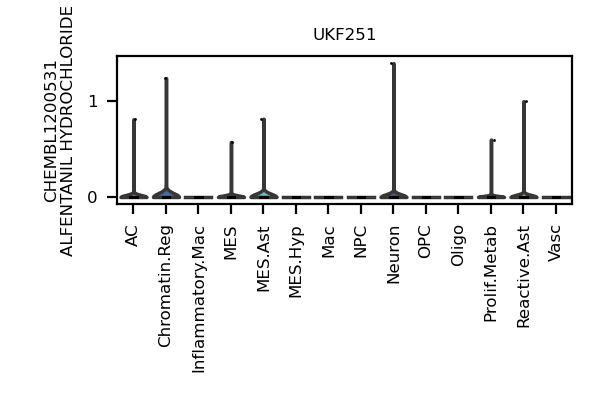 UKF251
CHEMBL1200531
ALFENTANIL HYDROCHLORIDE
1
0
AC
Chromatin.Reg
Inflammatory.Mac
MES
MES.Ast
MES.Hyp
Mac
NPC
Neuron
OPC
Oligo
Prolif.Metab
Reactive.Ast
Vasc